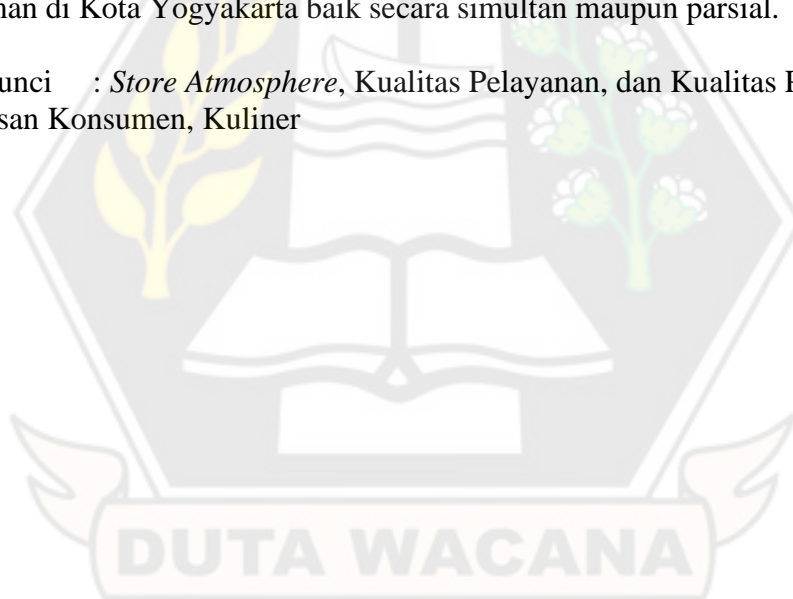 nan di Kota Yogyakarta baik secara simultan maupun parsial.
unci : Store Atmosphere, Kualitas Pelayanan, dan Kualitas
san Konsumen, Kuliner
DUTA WACANA